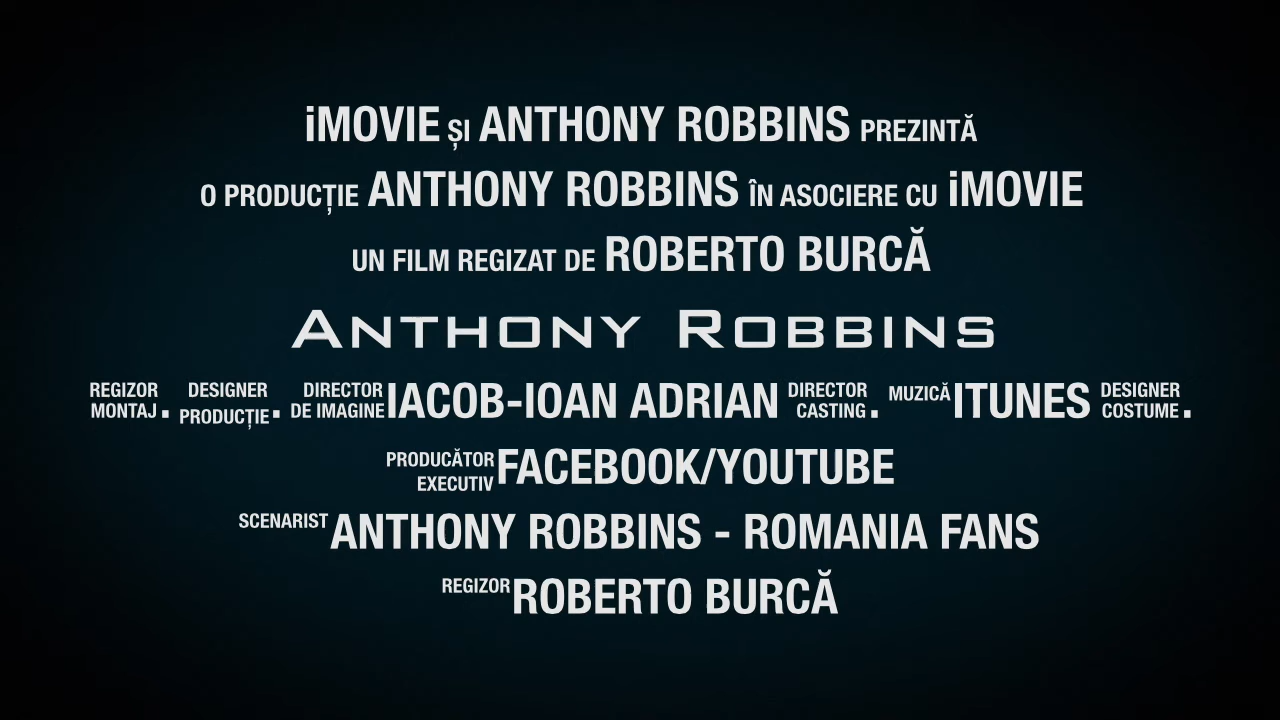 iMOVIE ȘI ANTHONY ROBBINS PREZINTĂ
O PRODUCȚIE ANTHONY ROBBINS ÎN ASOCIERE CU iMOVIE
UN FILM REGIZAT DE ROBERTO BURCĂ
ANTHONY ROBBINS
REGIZOR MONTAJ . DESIGNER PRODUCȚIE . DIRECTOR DE IMAGINE IACOB-IOAN ADRIAN DIRECTOR CASTING . MUZICĂ ITUNES DESIGNER COSTUME .
PRODUCĂTOR EXECUTIV FACEBOOK/YOUTUBE
SCENARIST ANTHONY ROBBINS - ROMANIA FANS
REGIZOR ROBERTO BURCĂ